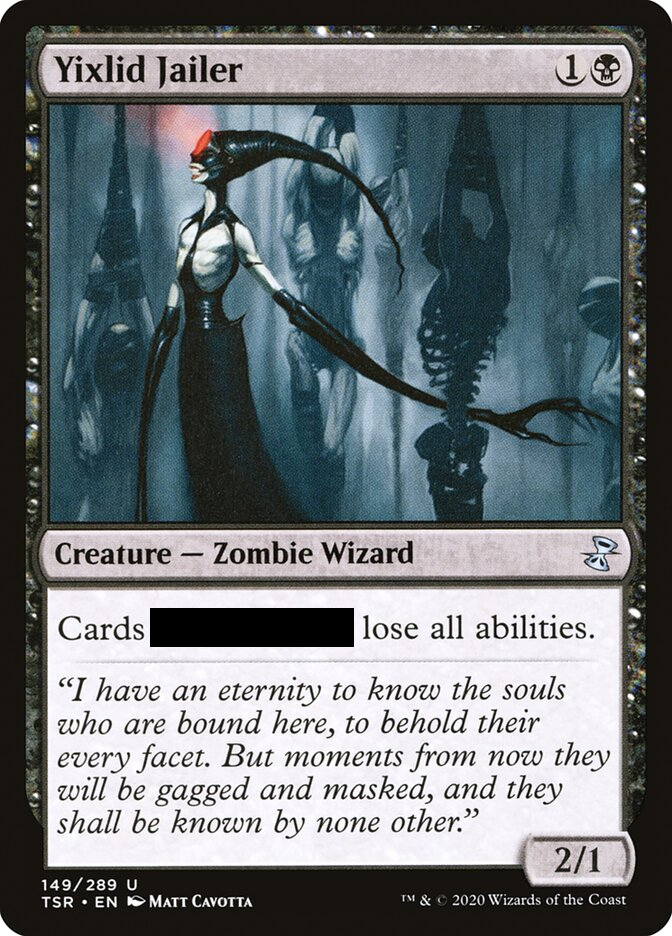 Yixlid Jailer
1
Creature — Zombie Wizard
Cards lose all abilities.
“I have an eternity to know the souls
who are bound here, to behold their
every facet. But moments from now they
will be gagged and masked, and they
shall be known by none other.”
2/1
149/289 U
TSR • EN Matt Cavotta
™ & © 2020 Wizards of the Coast